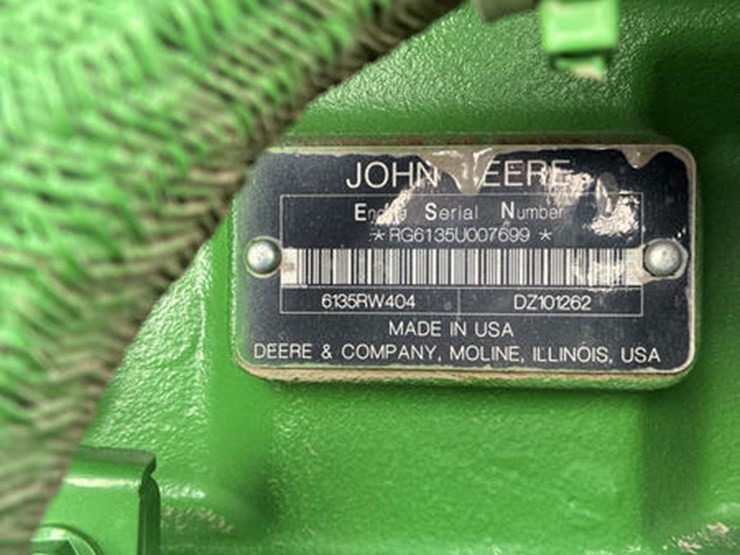 JOHN DEERE
Engine Serial Number
*RG6135U007699*
6135RW404 DZ101262
MADE IN USA
DEERE & COMPANY, MOLINE, ILLINOIS, USA